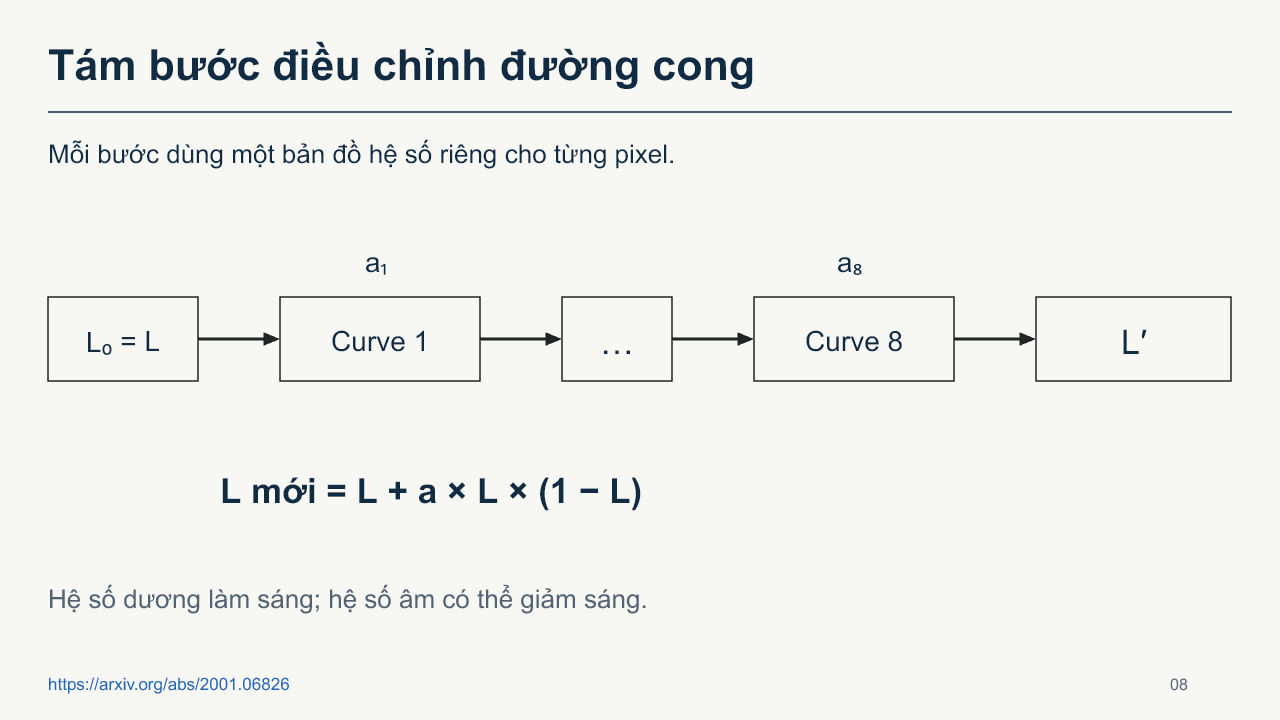 Tám bước điều chỉnh đường cong
Mỗi bước dùng một bản đồ hệ số riêng cho từng pixel.
a₁
a₈
L₀ = L
Curve 1
…
Curve 8
L′
L mới = L + a × L × (1 − L)
Hệ số dương làm sáng; hệ số âm có thể giảm sáng.
https://arxiv.org/abs/2001.06826
08